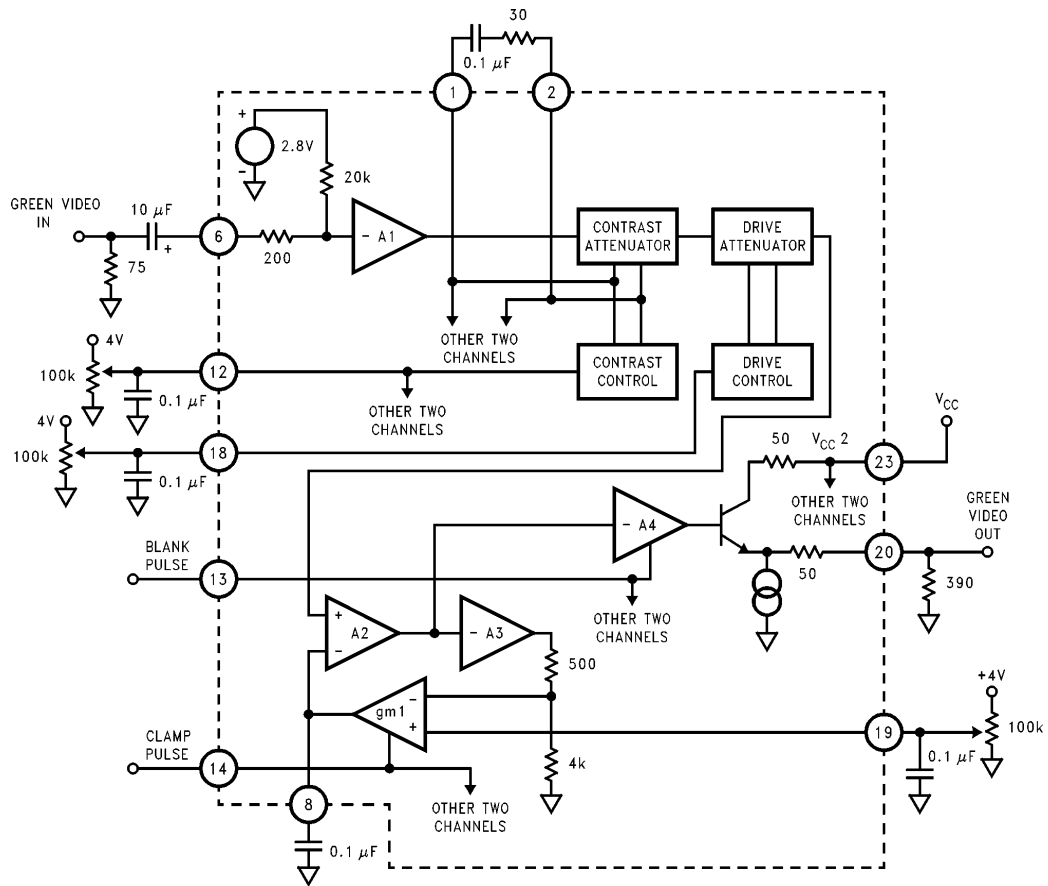 30
0.1 μF
1
2
+
2.8V
-
20k
GREEN VIDEO
IN
10 μF
+
6
200
75
- A1
CONTRAST
ATTENUATOR
DRIVE
ATTENUATOR
OTHER TWO
CHANNELS
CONTRAST
CONTROL
DRIVE
CONTROL
4V
100k
0.1 μF
12
OTHER TWO
CHANNELS
4V
100k
0.1 μF
18
VCC
50
VCC 2
23
OTHER TWO
CHANNELS
GREEN
VIDEO
OUT
- A4
BLANK
PULSE
13
50
20
390
OTHER TWO
CHANNELS
+
A2
-
- A3
500
gm1
-
+
+4V
19
100k
0.1 μF
CLAMP
PULSE
14
4k
8
OTHER TWO
CHANNELS
0.1 μF